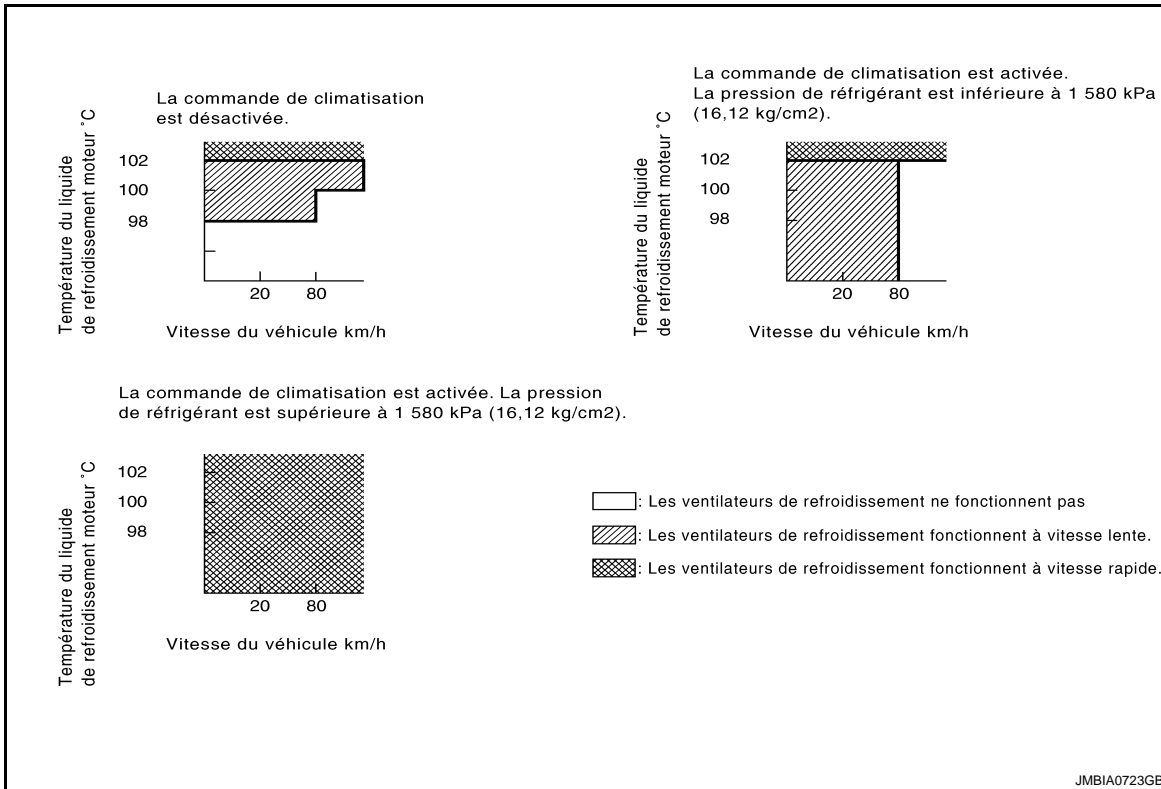 La commande de climatisation
est désactivée.
Température du liquide
de refroidissement moteur °C
102
100
98
20 80
Vitesse du véhicule km/h
La commande de climatisation est activée.
La pression de réfrigérant est inférieure à 1 580 kPa
(16,12 kg/cm2).
Température du liquide
de refroidissement moteur °C
102
100
98
20 80
Vitesse du véhicule km/h
La commande de climatisation est activée. La pression
de réfrigérant est supérieure à 1 580 kPa (16,12 kg/cm2).
Température du liquide
de refroidissement moteur °C
102
100
98
20 80
Vitesse du véhicule km/h
: Les ventilateurs de refroidissement ne fonctionnent pas
: Les ventilateurs de refroidissement fonctionnent à vitesse lente.
: Les ventilateurs de refroidissement fonctionnent à vitesse rapide.
JMBIA0723GB